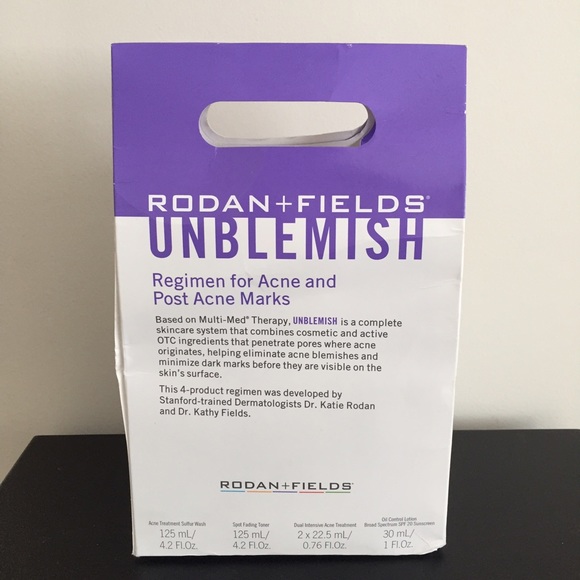 RODAN+FIELDS®
UNBLEMISH
Regimen for Acne and
Post Acne Marks
Based on Multi-Med® Therapy, UNBLEMISH is a complete
skincare system that combines cosmetic and active
OTC ingredients that penetrate pores where acne
originates, helping eliminate acne blemishes and
minimize dark marks before they are visible on the
skin's surface.
This 4-product regimen was developed by
Stanford-trained Dermatologists Dr. Katie Rodan
and Dr. Kathy Fields.
RODAN+FIELDS®
Acne Treatment Sulfur Wash
125 mL/
4.2 Fl.Oz.
Spot Fading Toner
125 mL/
4.2 Fl.Oz.
Dual Intensive Acne Treatment
2 x 22.5 mL/
0.76 Fl.Oz.
Oil Control Lotion
Broad Spectrum SPF 20 Sunscreen
30 mL/
1 Fl.Oz.